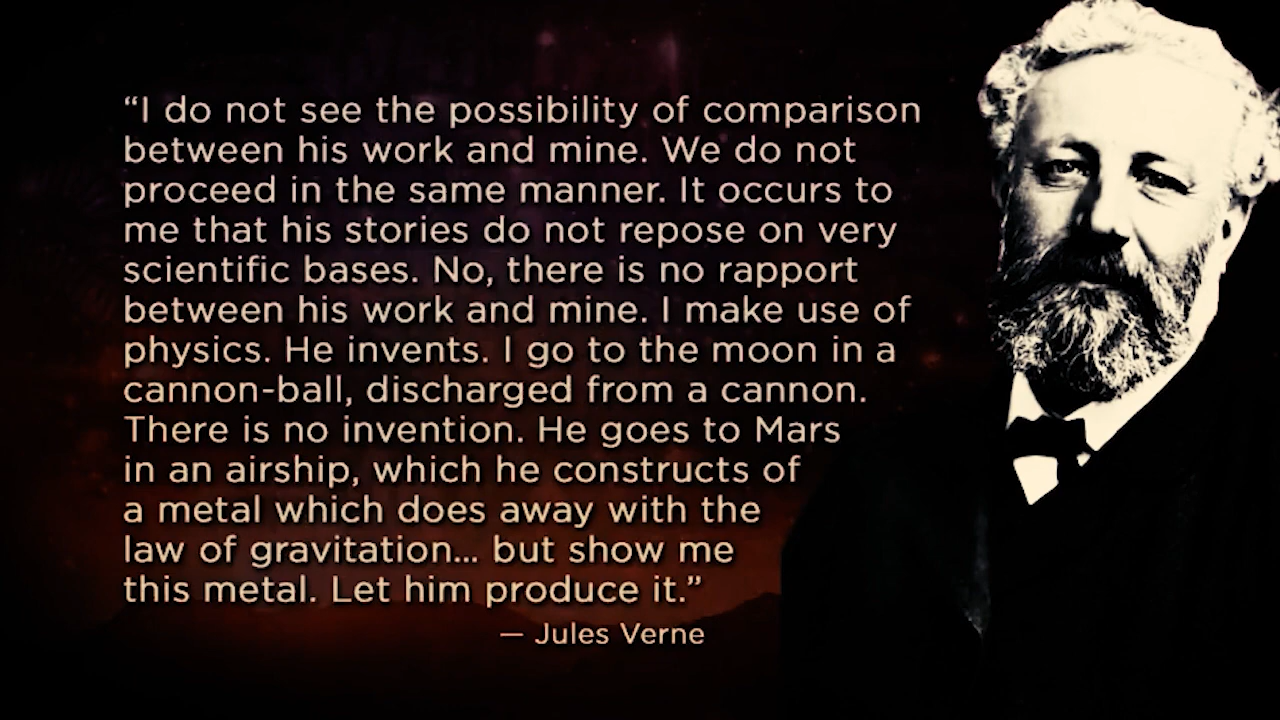 “I do not see the possibility of comparison
between his work and mine. We do not
proceed in the same manner. It occurs to
me that his stories do not repose on very
scientific bases. No, there is no rapport
between his work and mine. I make use of
physics. He invents. I go to the moon in a
cannon-ball, discharged from a cannon.
There is no invention. He goes to Mars
in an airship, which he constructs of
a metal which does away with the
law of gravitation... but show me
this metal. Let him produce it.”
— Jules Verne